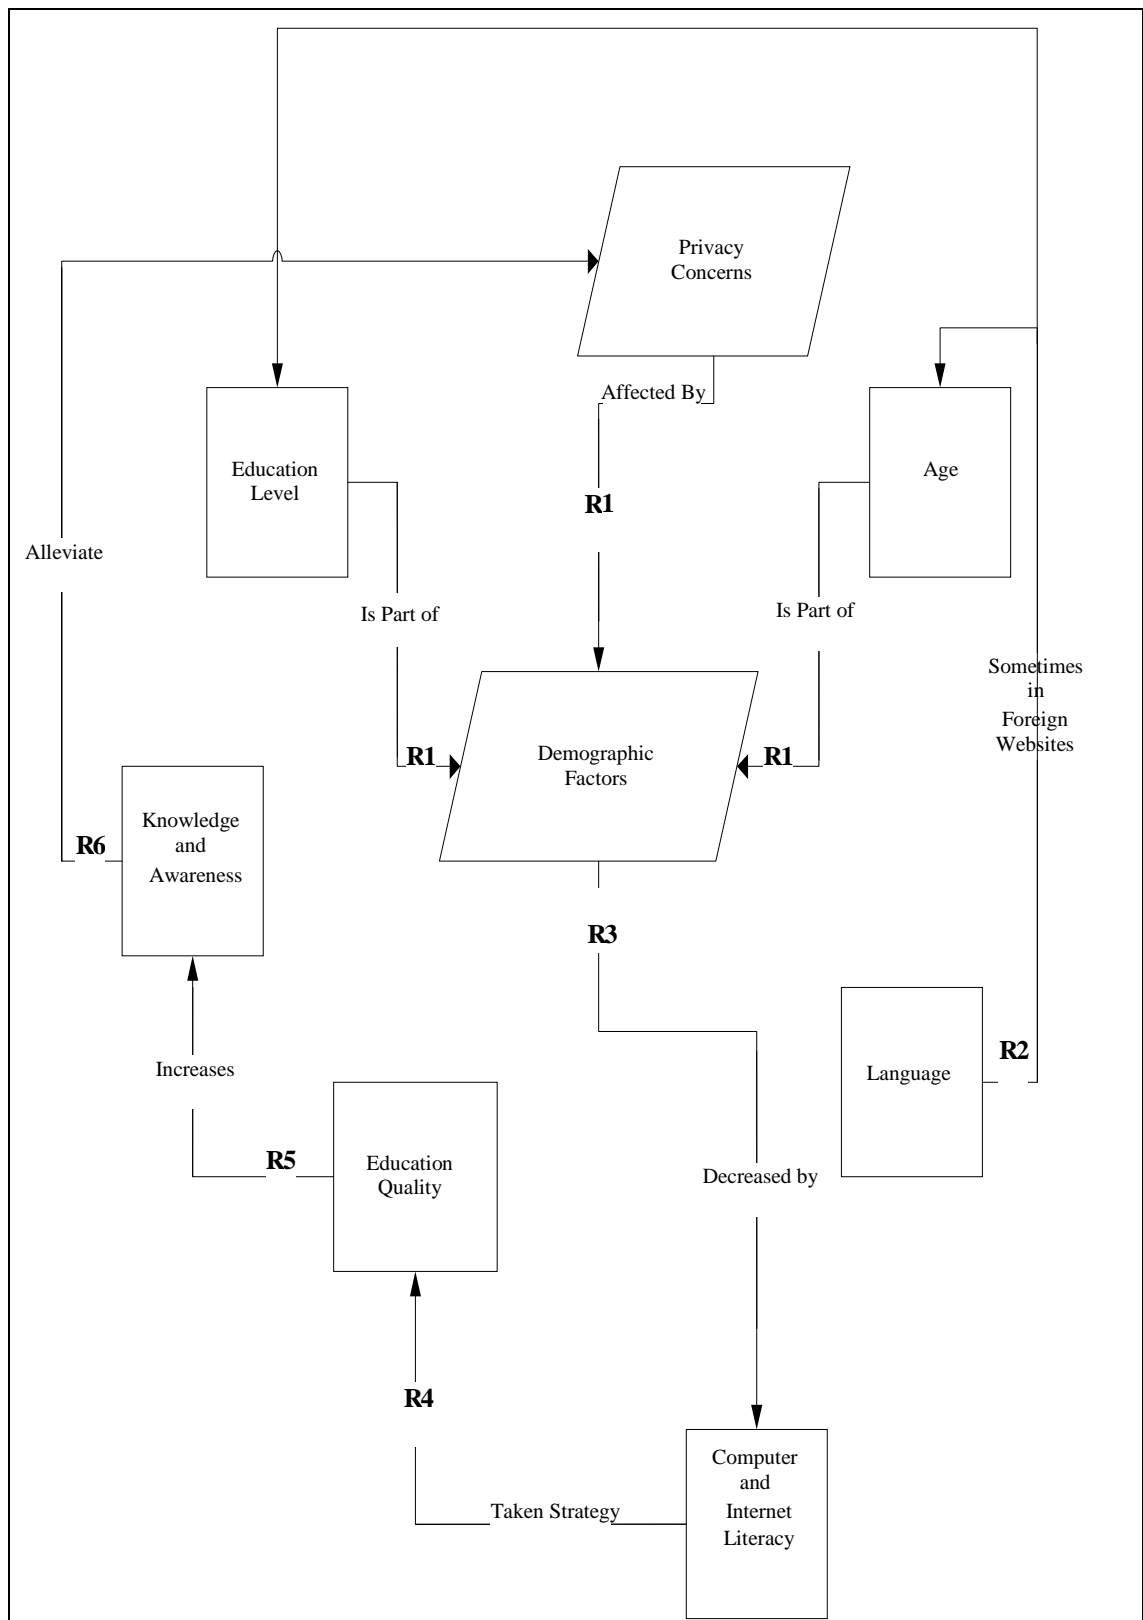 Privacy
Concerns
Affected By
Education
Level
Age
R1
Alleviate
Is Part of
Is Part of
Sometimes
in
Foreign
Websites
Demographic
Factors
R1
R1
Knowledge
and
Awareness
R6
R3
R2
Language
Increases
R5
Education
Quality
Decreased by
R4
Computer
and
Internet
Literacy
Taken Strategy